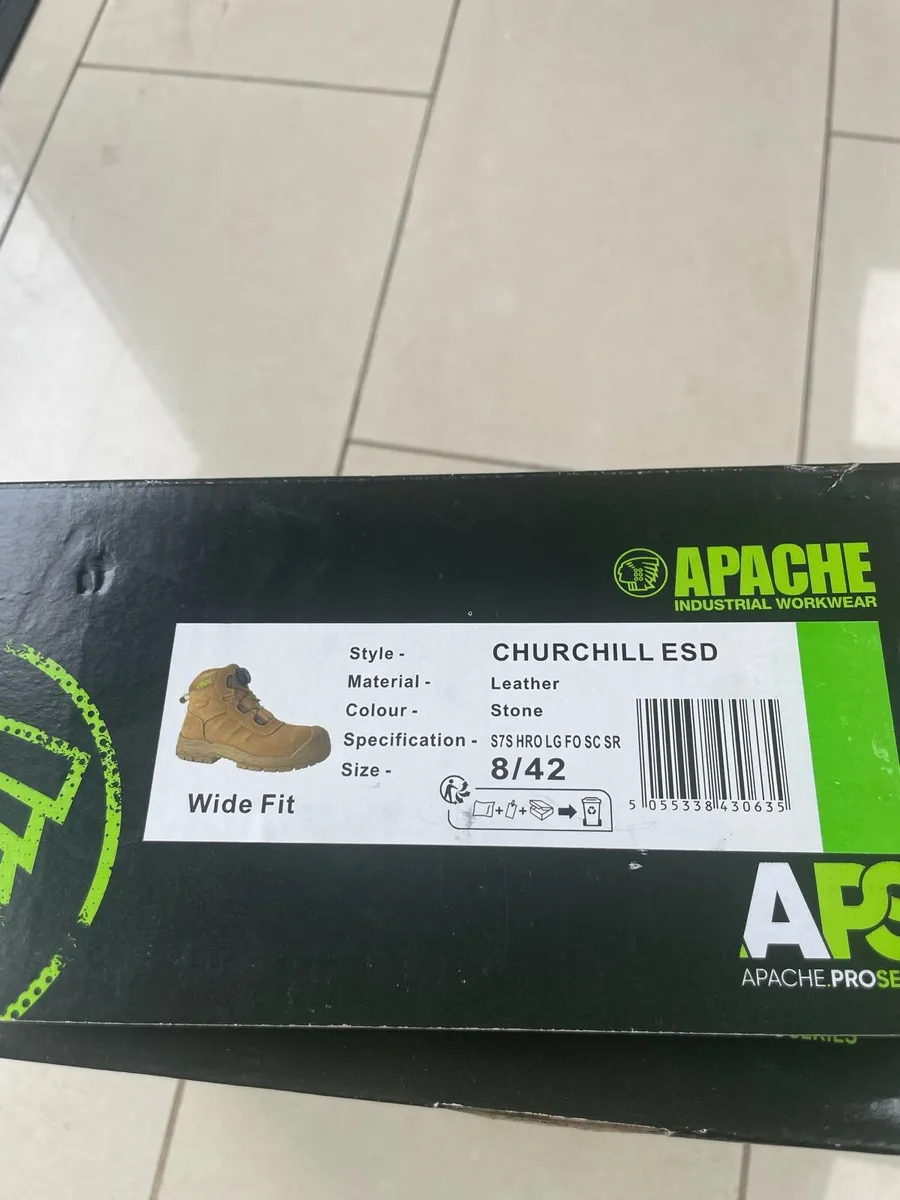 APACHE
INDUSTRIAL WORKWEAR
Style - CHURCHILL ESD
Material - Leather
Colour - Stone
Specification - S7S HRO LG FO SC SR
Size - 8/42
Wide Fit
5 055338 430635
APS
APACHE.PROSE
SERIES